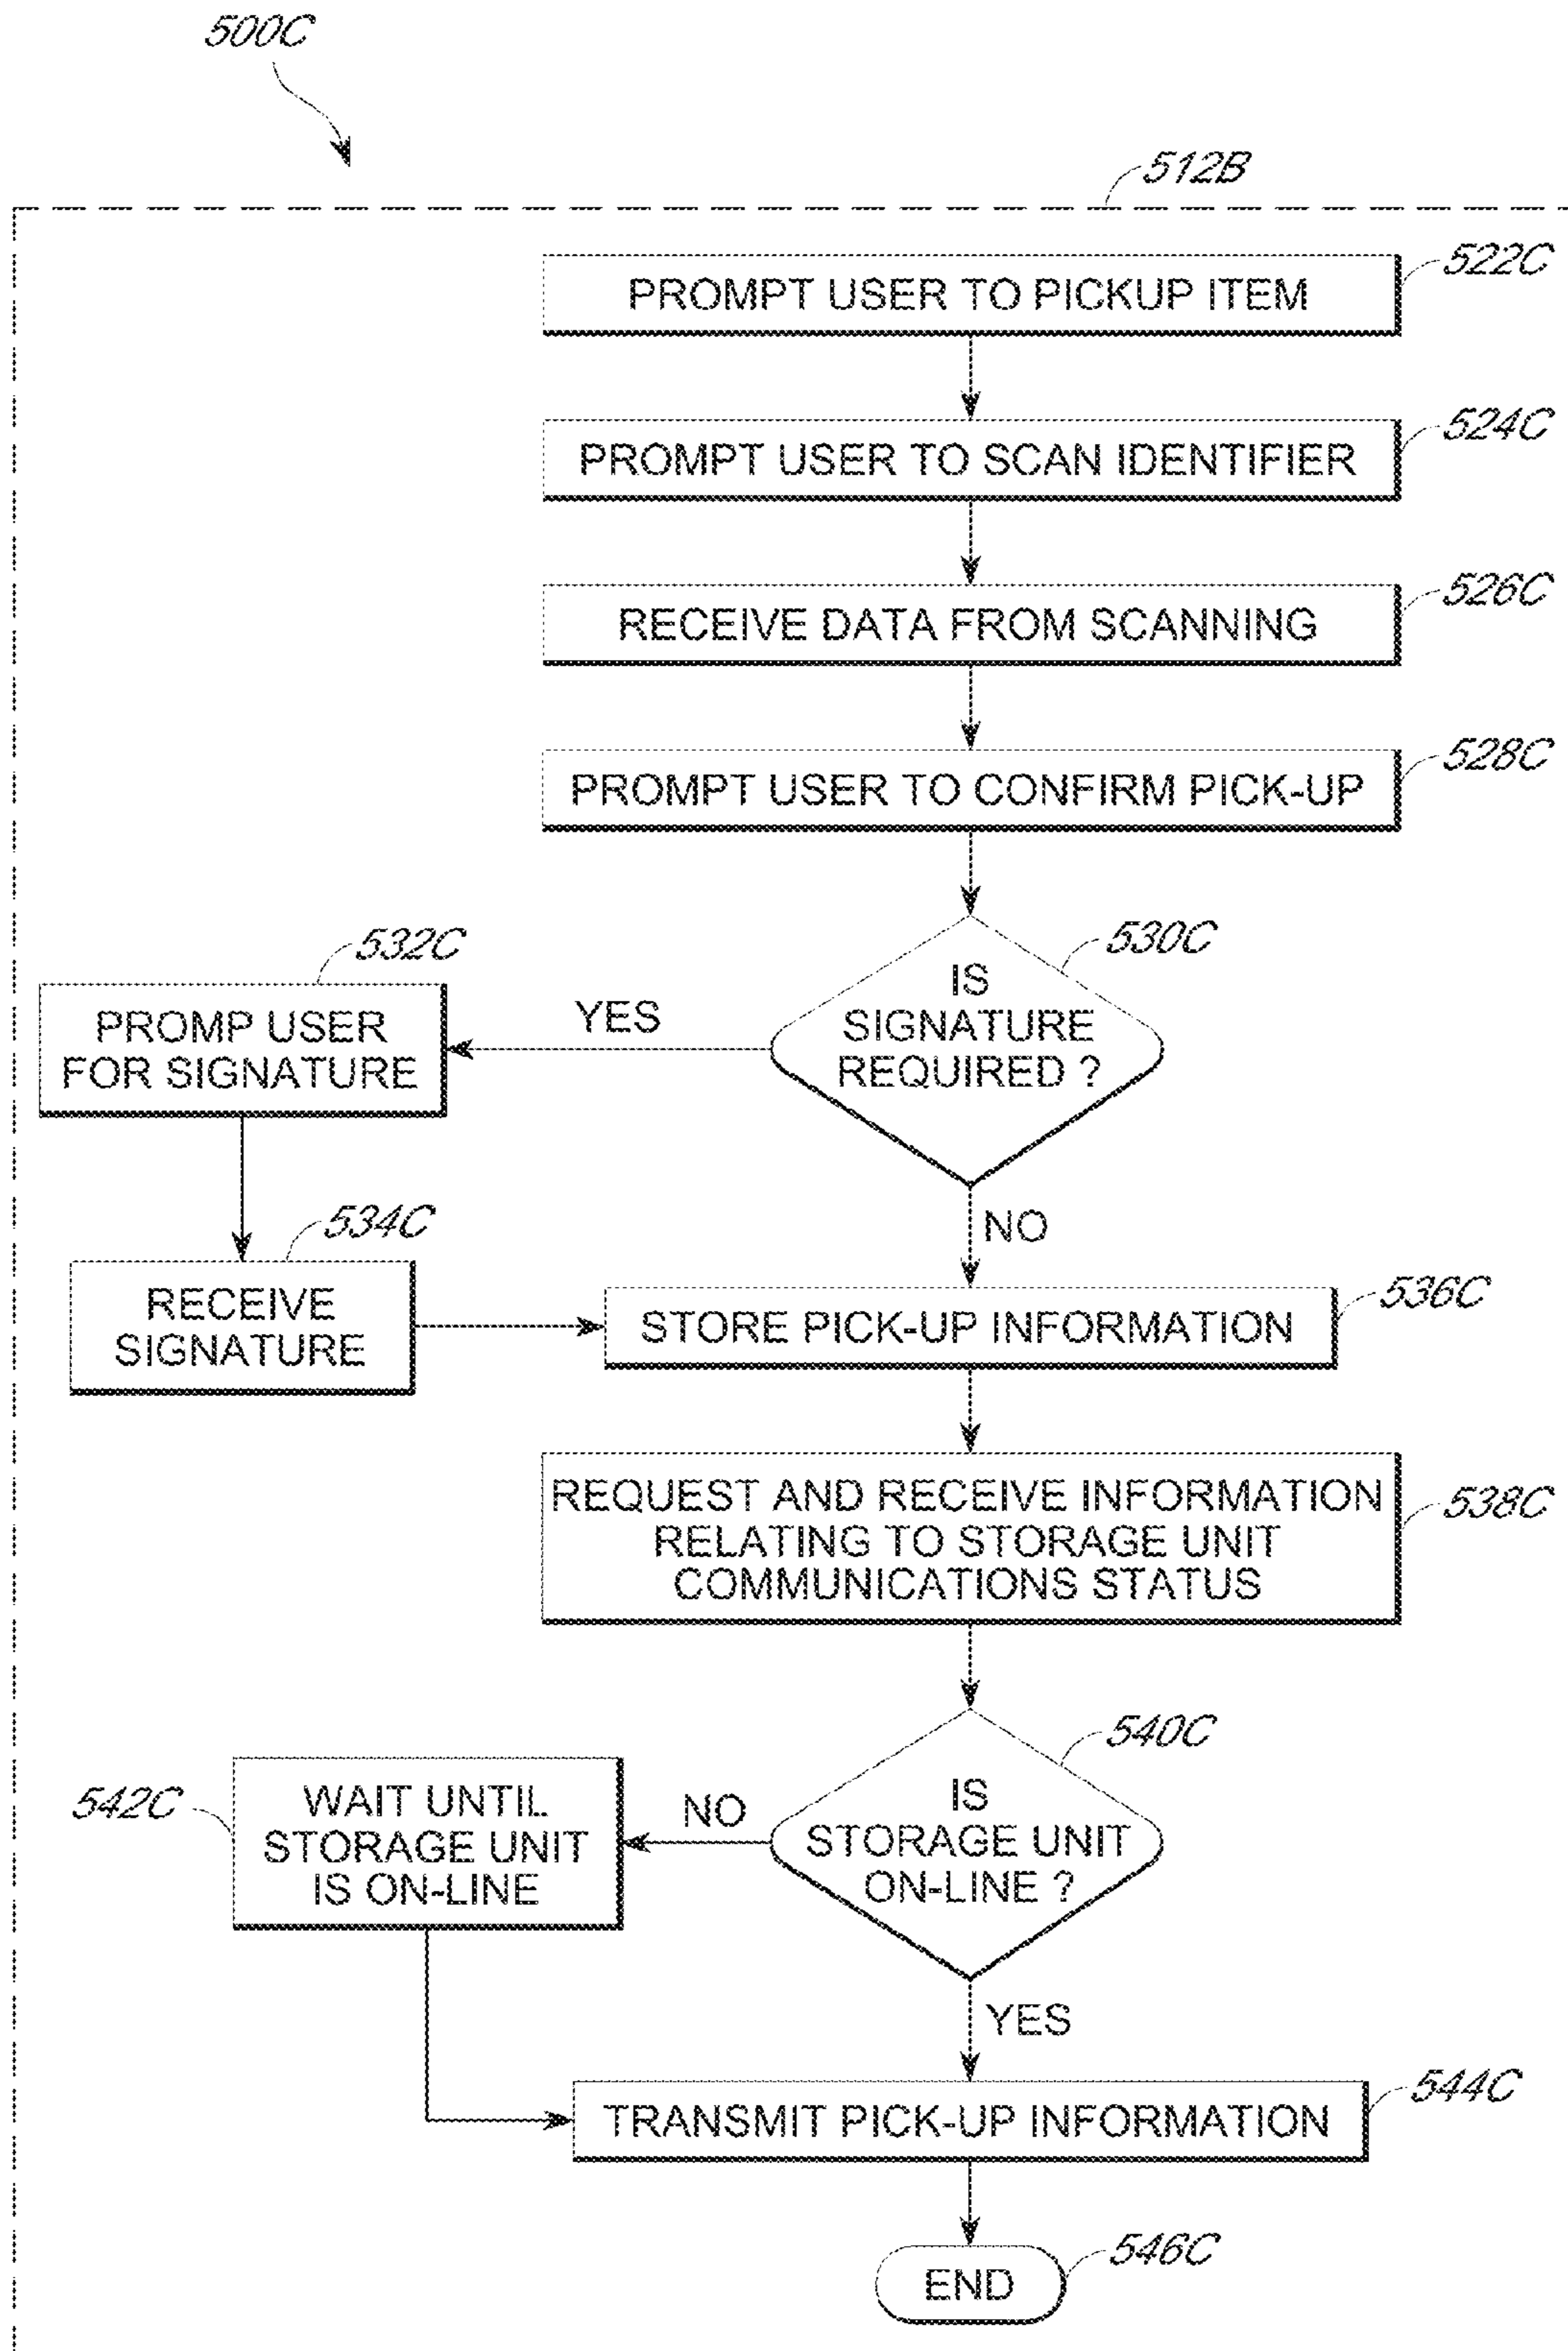 500C
512B
522C
PROMPT USER TO PICKUP ITEM
524C
PROMPT USER TO SCAN IDENTIFIER
526C
RECEIVE DATA FROM SCANNING
528C
PROMPT USER TO CONFIRM PICK-UP
530C
IS
SIGNATURE
REQUIRED ?
YES
532C
PROMP USER
FOR SIGNATURE
534C
RECEIVE
SIGNATURE
NO
536C
STORE PICK-UP INFORMATION
538C
REQUEST AND RECEIVE INFORMATION
RELATING TO STORAGE UNIT
COMMUNICATIONS STATUS
540C
IS
STORAGE UNIT
ON-LINE ?
NO
542C
WAIT UNTIL
STORAGE UNIT
IS ON-LINE
YES
544C
TRANSMIT PICK-UP INFORMATION
546C
END